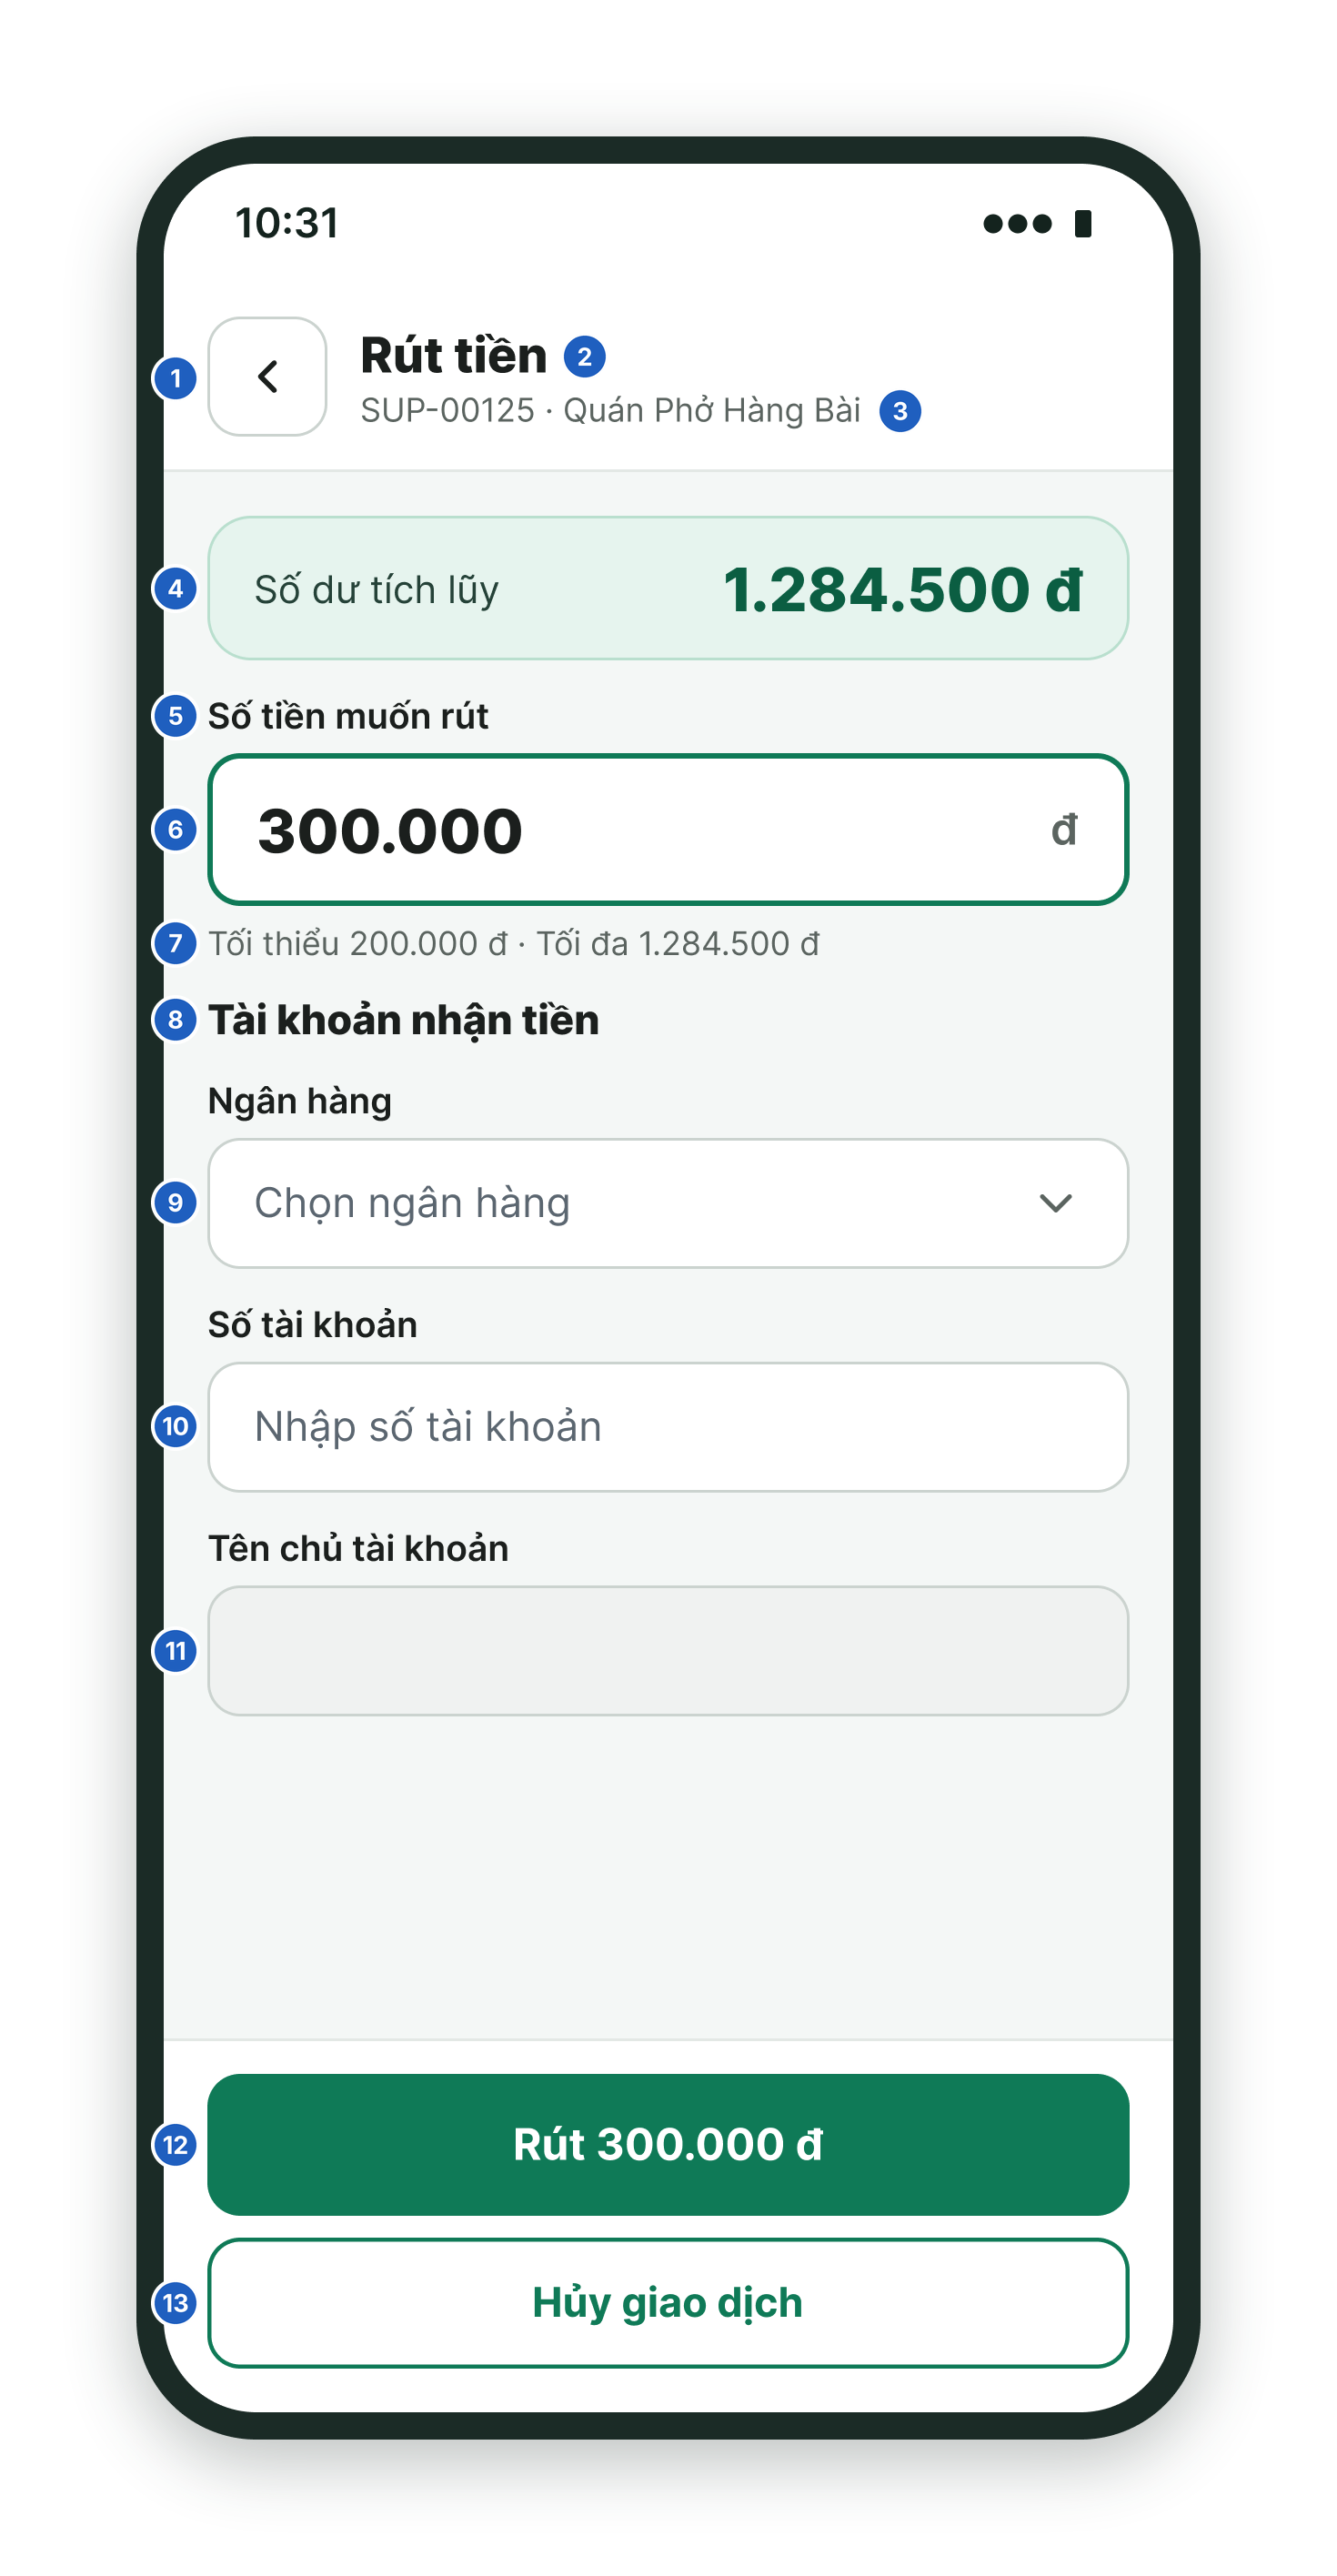 10:31
1
Rút tiền 2
SUP-00125 · Quán Phở Hàng Bài 3
4 Số dư tích lũy 1.284.500 đ
5 Số tiền muốn rút
6 300.000 đ
7 Tối thiểu 200.000 đ · Tối đa 1.284.500 đ
8 Tài khoản nhận tiền
Ngân hàng
9 Chọn ngân hàng
Số tài khoản
10 Nhập số tài khoản
Tên chủ tài khoản
11
12 Rút 300.000 đ
13 Hủy giao dịch